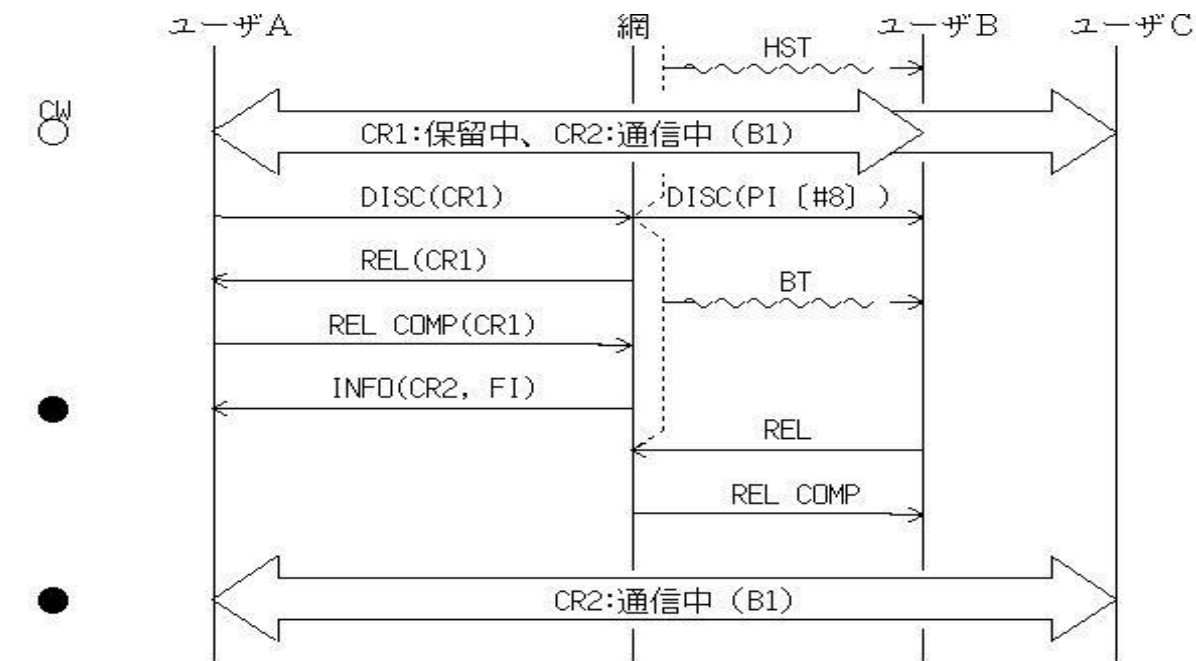 ユーザA 網 ユーザB ユーザC
HST
CW
CR1:保留中、CR2:通信中（B1）
DISC(CR1) DISC(PI〔#8〕)
REL(CR1)
BT
REL COMP(CR1)
INFO(CR2, FI)
REL
REL COMP
CR2:通信中（B1）